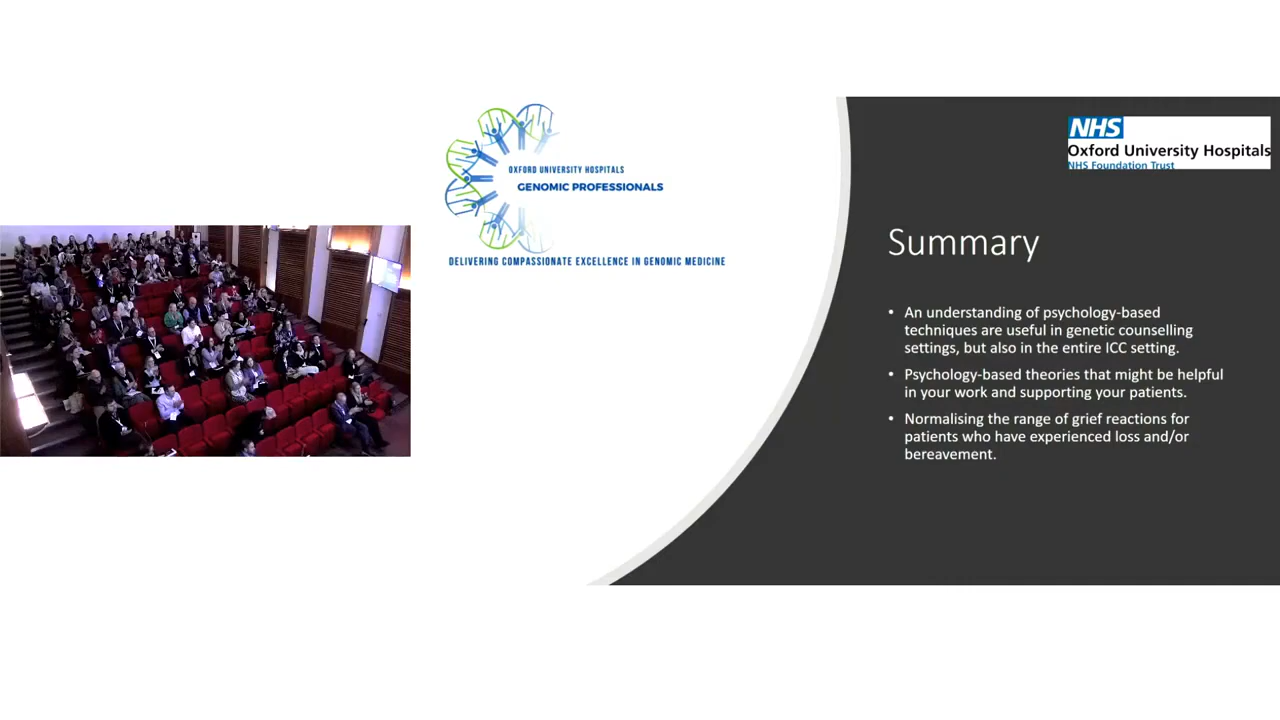 OXFORD UNIVERSITY HOSPITALS
GENOMIC PROFESSIONALS
DELIVERING COMPASSIONATE EXCELLENCE IN GENOMIC MEDICINE
NHS
Oxford University Hospitals
NHS Foundation Trust
Summary
• An understanding of psychology-based
techniques are useful in genetic counselling
settings, but also in the entire ICC setting.
• Psychology-based theories that might be helpful
in your work and supporting your patients.
• Normalising the range of grief reactions for
patients who have experienced loss and/or
bereavement.